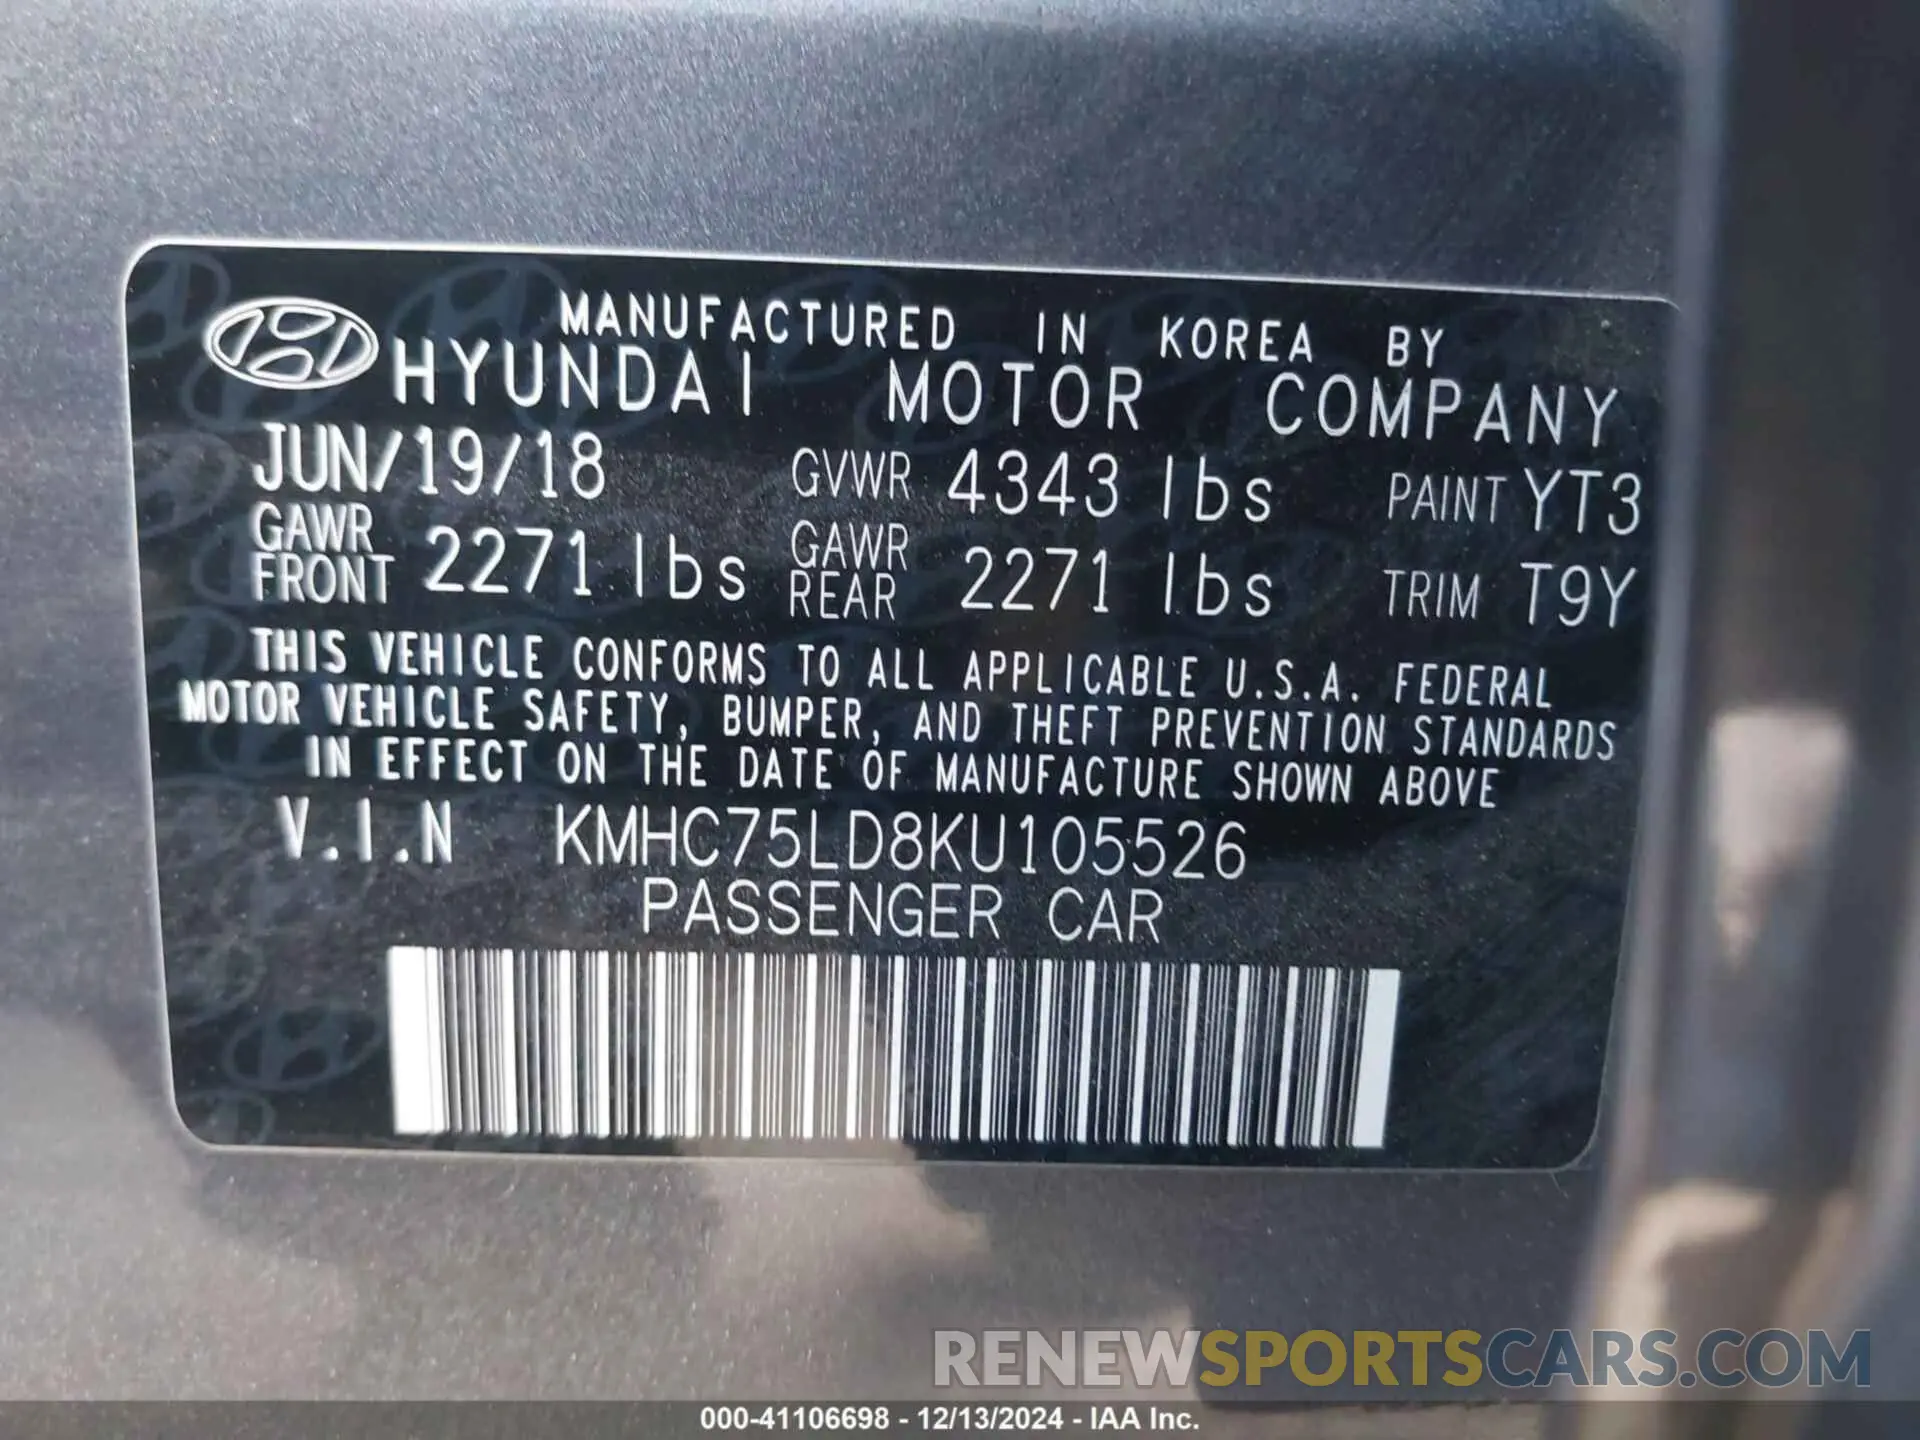 MANUFACTURED IN KOREA BY
HYUNDAI MOTOR COMPANY
JUN/19/18 GVWR 4343 lbs PAINT YT3
GAWR FRONT 2271 lbs GAWR REAR 2271 lbs TRIM T9Y
THIS VEHICLE CONFORMS TO ALL APPLICABLE U.S.A. FEDERAL
MOTOR VEHICLE SAFETY, BUMPER, AND THEFT PREVENTION STANDARDS
IN EFFECT ON THE DATE OF MANUFACTURE SHOWN ABOVE
V.I.N KMHC75LD8KU105526
PASSENGER CAR
RENEWSPORTSCARS.COM
000-41106698 - 12/13/2024 - IAA Inc.